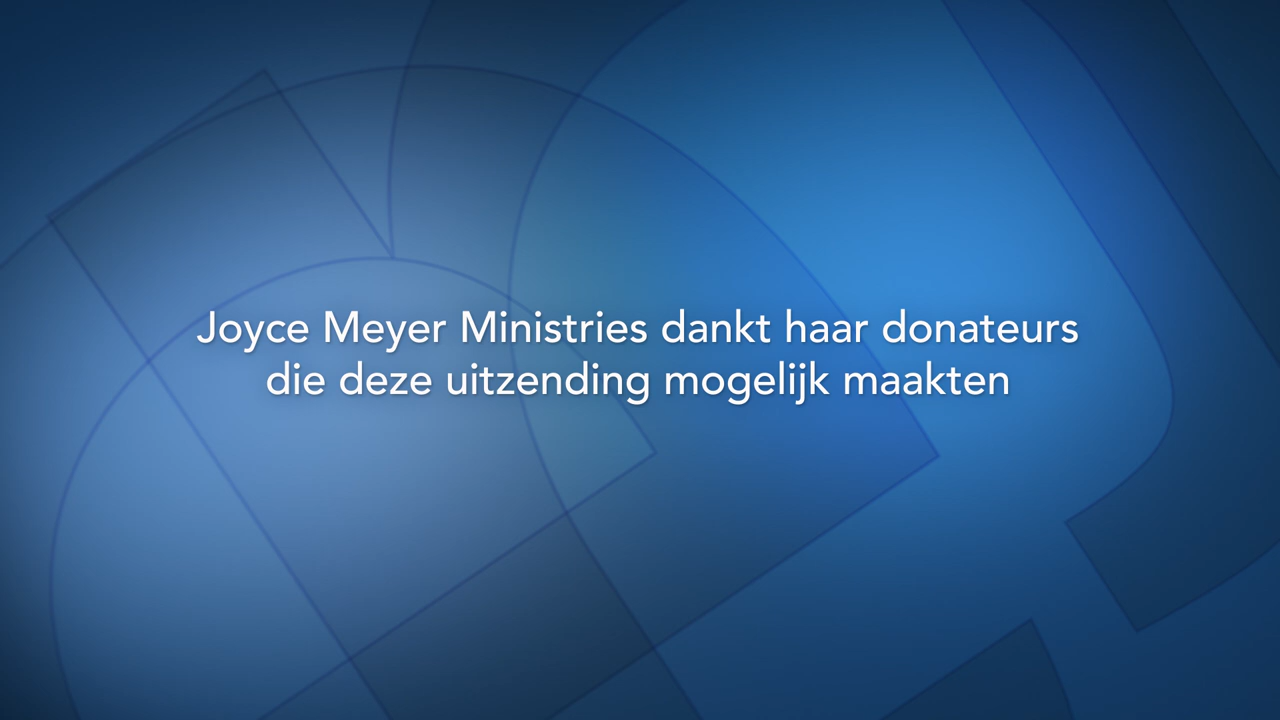 Joyce Meyer Ministries dankt haar donateurs
die deze uitzending mogelijk maakten